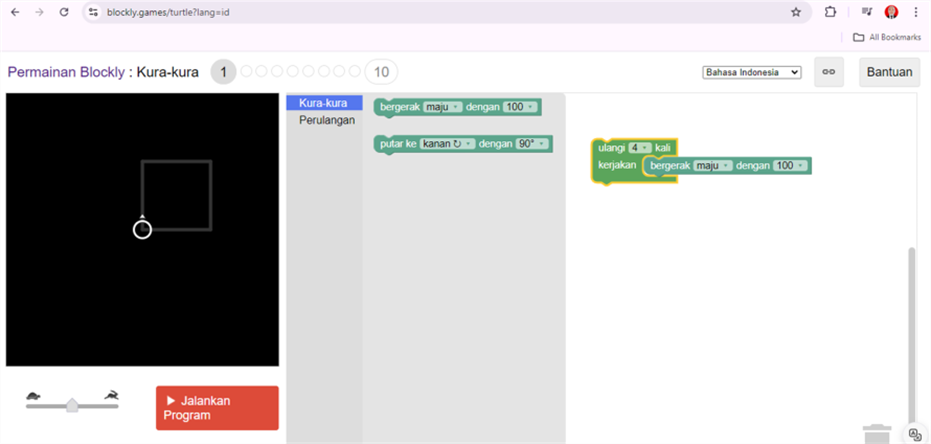 blockly.games/turtle?lang=id
All Bookmarks
Permainan Blockly : Kura-kura 1 10
Bahasa Indonesia
Bantuan
Kura-kura
Perulangan
bergerak maju dengan 100
putar ke kanan ↻ dengan 90°
ulangi 4 kali
kerjakan bergerak maju dengan 100
Jalankan
Program